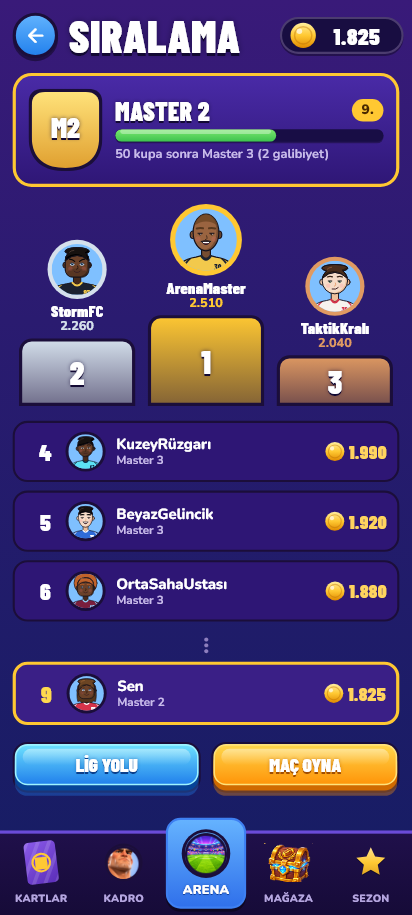 SIRALAMA
1.825
M2
MASTER 2
9.
50 kupa sonra Master 3 (2 galibiyet)
ArenaMaster
2.510
StormFC
2.260
TaktikKralı
2.040
2
1
3
4
KuzeyRüzgarı
Master 3
1.990
5
BeyazGelincik
Master 3
1.920
6
OrtaSahaUstası
Master 3
1.880
9
Sen
Master 2
1.825
LİG YOLU
MAÇ OYNA
KARTLAR
KADRO
ARENA
MAĞAZA
SEZON